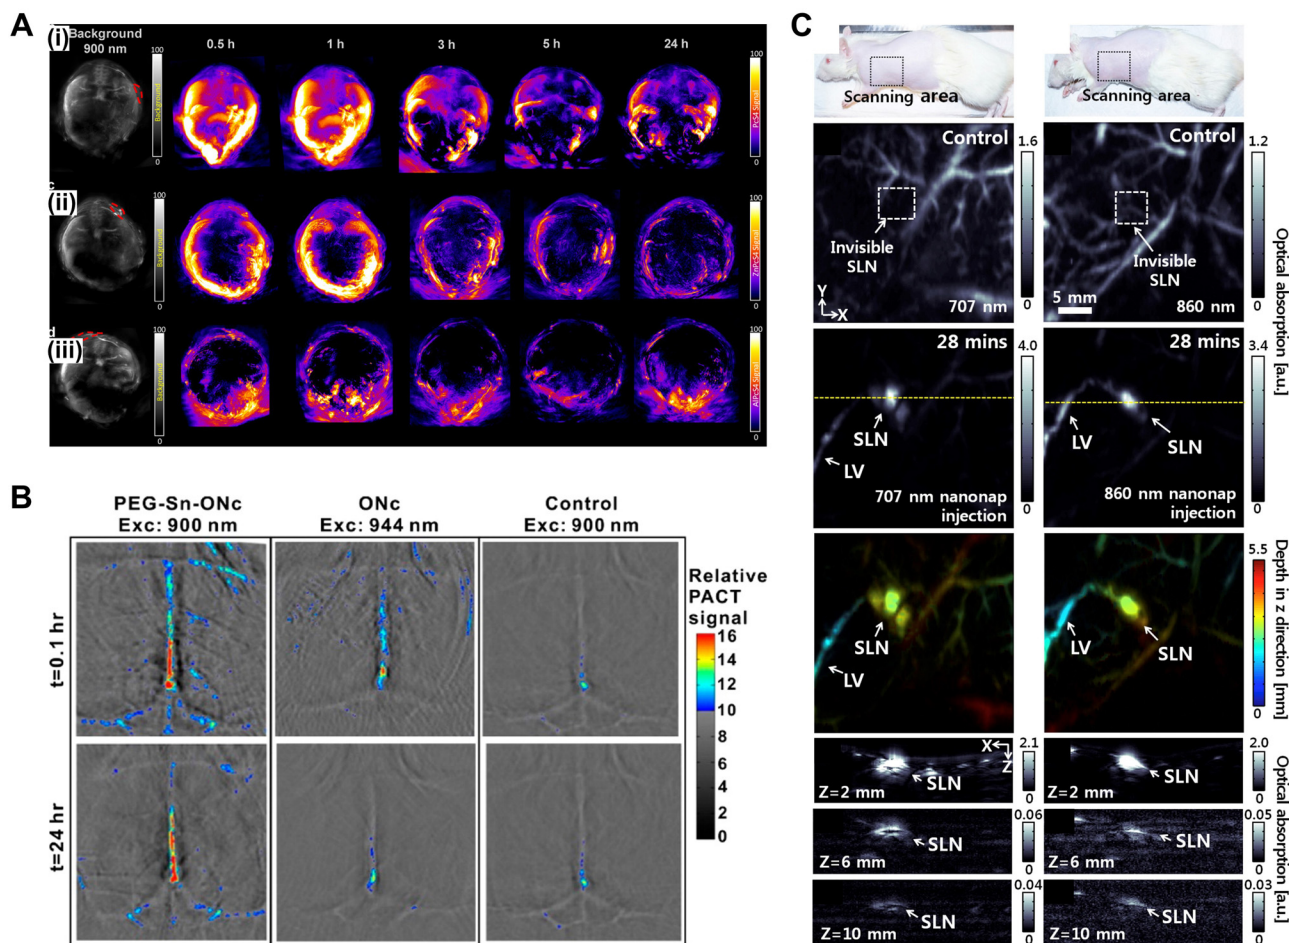 A
(i)
Background
900 nm
0.5 h
1 h
3 h
5 h
24 h
100
Background
0
100
PcS4 Signal
0
c
(ii)
100
Background
0
100
ZnPcS4 Signal
0
d
(iii)
100
Background
0
100
AlPcS4 Signal
0
B
PEG-Sn-ONc
Exc: 900 nm
ONc
Exc: 944 nm
Control
Exc: 900 nm
t=0.1 hr
t=24 hr
Relative
PACT
signal
16
14
12
10
8
6
4
2
0
C
Scanning area
Scanning area
Control
Invisible
SLN
Y
X
707 nm
1.6
0
Control
Invisible
SLN
5 mm
860 nm
1.2
0
Optical absorption [a.u.]
28 mins
SLN
LV
707 nm nanonap
injection
4.0
0
28 mins
LV
SLN
860 nm nanonap
injection
3.4
0
SLN
LV
LV
SLN
5.5
0
Depth in z direction [mm]
X
Z
SLN
Z=2 mm
2.1
0
SLN
Z=2 mm
2.0
0
SLN
Z=6 mm
0.06
0
SLN
Z=6 mm
0.05
0
SLN
Z=10 mm
0.04
0
SLN
Z=10 mm
0.03
0
Optical absorption [a.u.]